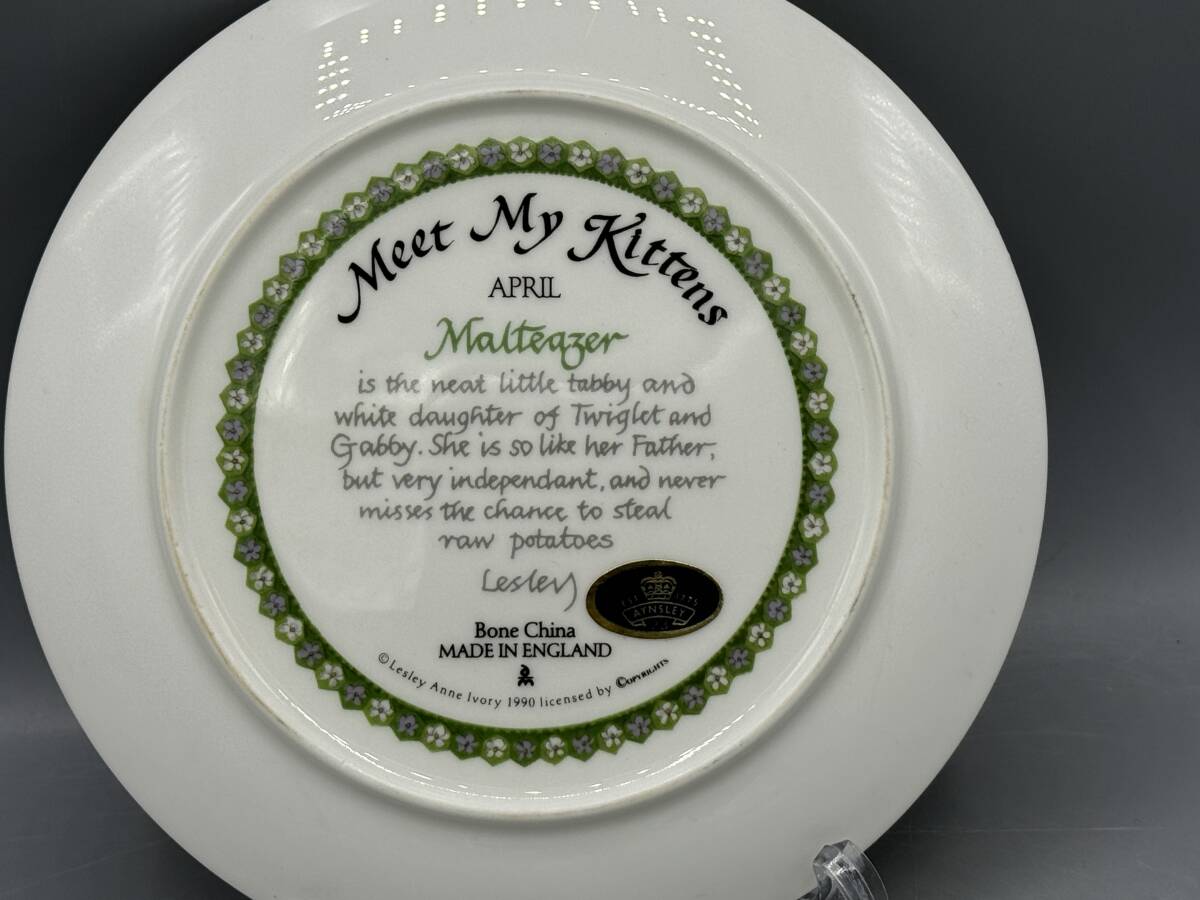 Meet My Kittens
APRIL
Malteazer
is the neat little tabby and
white daughter of Twiglet and
Gabby. She is so like her Father,
but very independant, and never
misses the chance to steal
raw potatoes
Lesley
EST 1775
AYNSLEY
Bone China
MADE IN ENGLAND
© Lesley Anne Ivory 1990 licensed by ©OPYRIGHTS